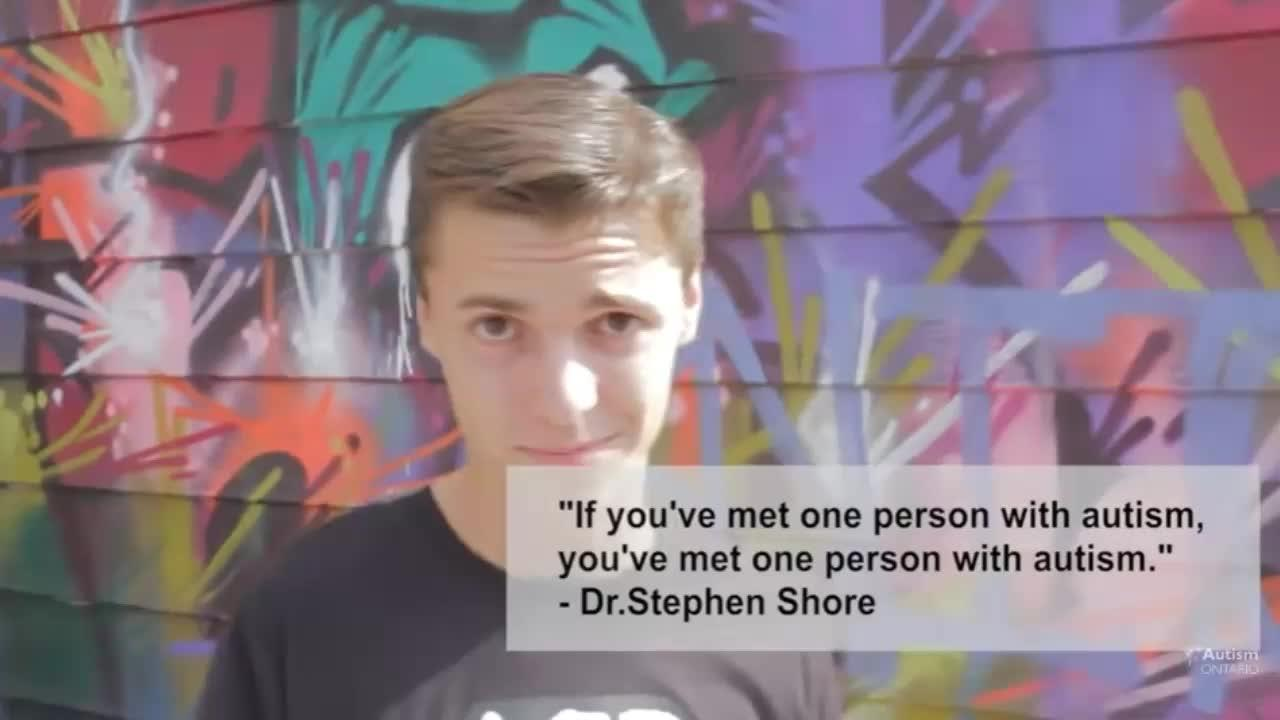 "If you've met one person with autism,
you've met one person with autism."
- Dr.Stephen Shore
Autism
ONTARIO